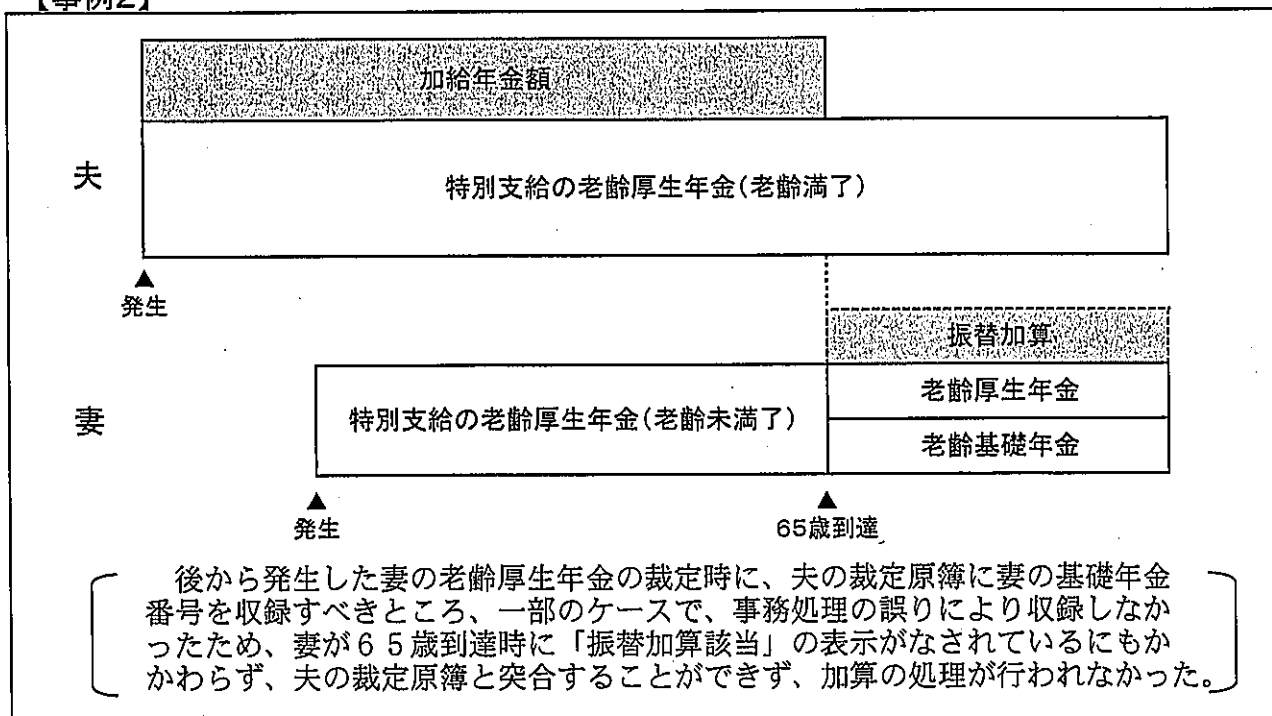 【事例2】
加給年金額
夫
特別支給の老齢厚生年金(老齢満了)
▲
発生
振替加算
妻
特別支給の老齢厚生年金(老齢未満了)
老齢厚生年金
老齢基礎年金
▲
発生
▲
65歳到達
後から発生した妻の老齢厚生年金の裁定時に、夫の裁定原簿に妻の基礎年金
番号を収録すべきところ、一部のケースで、事務処理の誤りにより収録しなか
ったため、妻が65歳到達時に「振替加算該当」の表示がなされているにもか
かわらず、夫の裁定原簿と突合することができず、加算の処理が行われなかった。